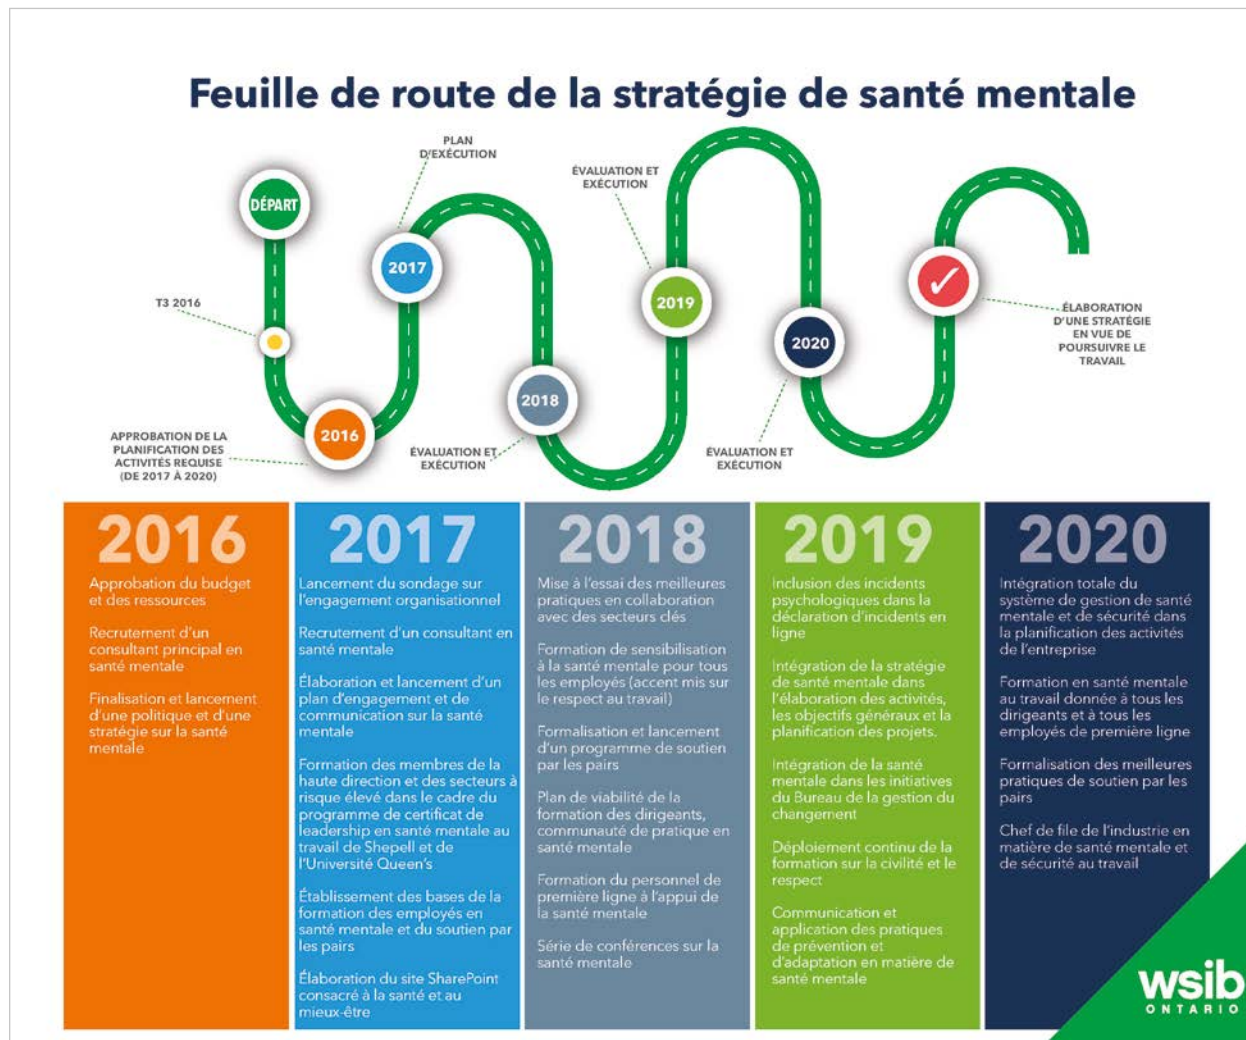 Feuille de route de la stratégie de santé mentale
DÉPART
T3 2016
APPROBATION DE LA
PLANIFICATION DES
ACTIVITÉS REQUISE
(DE 2017 À 2020)
2016
PLAN
D'EXÉCUTION
2017
2018
ÉVALUATION ET
EXÉCUTION
ÉVALUATION ET
EXÉCUTION
2019
2020
ÉVALUATION ET
EXÉCUTION
ÉLABORATION
D'UNE STRATÉGIE
EN VUE DE
POURSUIVRE LE
TRAVAIL
2016
Approbation du budget
et des ressources
Recrutement d'un
consultant principal en
santé mentale
Finalisation et lancement
d'une politique et d'une
stratégie sur la santé
mentale
2017
Lancement du sondage sur
l'engagement organisationnel
Recrutement d'un consultant en
santé mentale
Élaboration et lancement d'un
plan d'engagement et de
communication sur la santé
mentale
Formation des membres de la
haute direction et des secteurs à
risque élevé dans le cadre du
programme de certificat de
leadership en santé mentale au
travail de Shepell et de
l'Université Queen's
Établissement des bases de la
formation des employés en
santé mentale et du soutien par
les pairs
Élaboration du site SharePoint
consacré à la santé et au
mieux-être
2018
Mise à l'essai des meilleures
pratiques en collaboration
avec des secteurs clés
Formation de sensibilisation
à la santé mentale pour tous
les employés (accent mis sur
le respect au travail)
Formalisation et lancement
d'un programme de soutien
par les pairs
Plan de viabilité de la
formation des dirigeants,
communauté de pratique en
santé mentale
Formation du personnel de
première ligne à l'appui de
la santé mentale
Série de conférences sur la
santé mentale
2019
Inclusion des incidents
psychologiques dans la
déclaration d'incidents en
ligne
Intégration de la stratégie
de santé mentale dans
l'élaboration des activités,
les objectifs généraux et la
planification des projets.
Intégration de la santé
mentale dans les initiatives
du Bureau de la gestion du
changement
Déploiement continu de la
formation sur la civilité et le
respect
Communication et
application des pratiques
de prévention et
d'adaptation en matière de
santé mentale
2020
Intégration totale du
système de gestion de santé
mentale et de sécurité dans
la planification des activités
de l'entreprise
Formation en santé mentale
au travail donnée à tous les
dirigeants et à tous les
employés de première ligne
Formalisation des meilleures
pratiques de soutien par les
pairs
Chef de file de l'industrie en
matière de santé mentale et
de sécurité au travail
wsib
ONTARIO